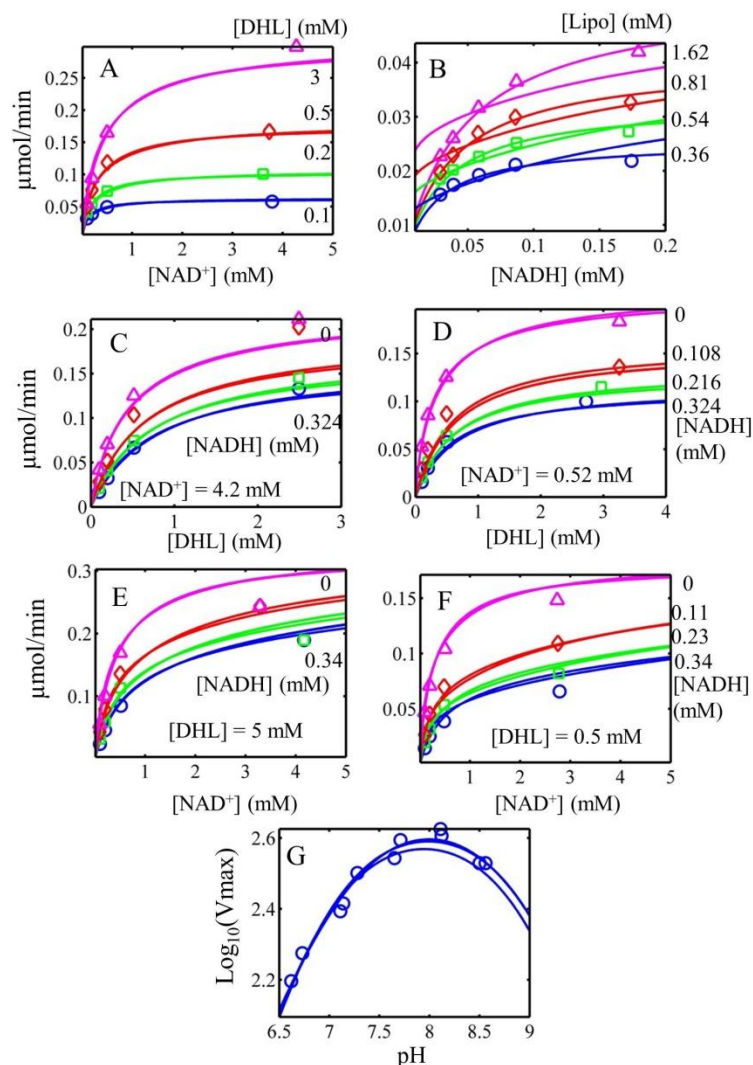 [DHL] (mM)
[Lipo] (mM)
A
B
0.25
0.2
0.15
0.1
0.05
3
0.5
0.2
0.1
0.04
0.03
0.02
0.01
1.62
0.81
0.54
0.36
µmol/min
0 1 2 3 4 5
[NAD+] (mM)
0.05 0.1 0.15 0.2
[NADH] (mM)
C
D
0.2
0.15
0.1
0.05
0
0
0.324
[NADH] (mM)
[NAD+] = 4.2 mM
0.15
0.1
0.05
0
0
0.108
0.216
0.324
[NADH]
(mM)
[NAD+] = 0.52 mM
µmol/min
0 1 2 3
[DHL] (mM)
0 1 2 3 4
[DHL] (mM)
E
F
0.3
0.2
0.1
0
0.34
[NADH] (mM)
[DHL] = 5 mM
0.15
0.1
0.05
0
0.11
0.23
0.34
[NADH]
(mM)
[DHL] = 0.5 mM
µmol/min
1 2 3 4 5
[NAD+] (mM)
1 2 3 4 5
[NAD+] (mM)
G
2.6
2.4
2.2
Log10(Vmax)
6.5 7 7.5 8 8.5 9
pH